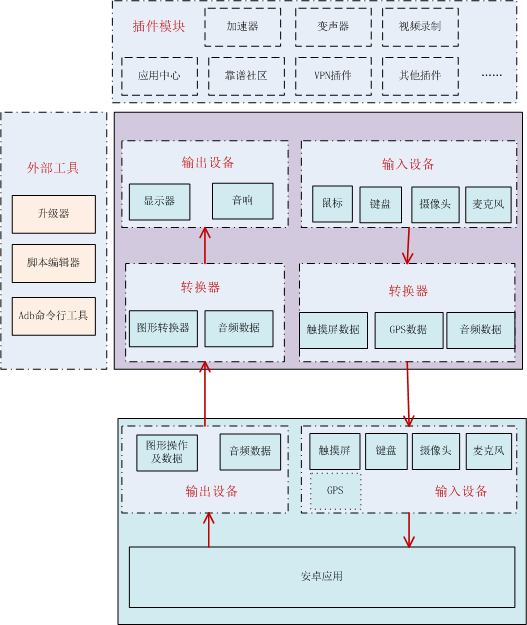 插件模块
加速器
变声器
视频录制
应用中心
靠谱社区
VPN插件
其他插件
……
外部工具
升级器
脚本编辑器
Adb命令行工具
输出设备
显示器
音响
输入设备
鼠标
键盘
摄像头
麦克风
转换器
图形转换器
音频数据
转换器
触摸屏数据
GPS数据
音频数据
图形操作
及数据
音频数据
输出设备
触摸屏
键盘
摄像头
麦克风
GPS
输入设备
安卓应用